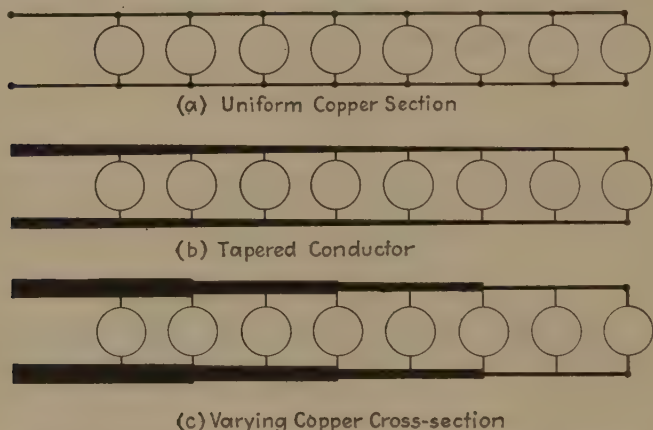 (a) Uniform Copper Section
(b) Tapered Conductor
(c) Varying Copper Cross-section